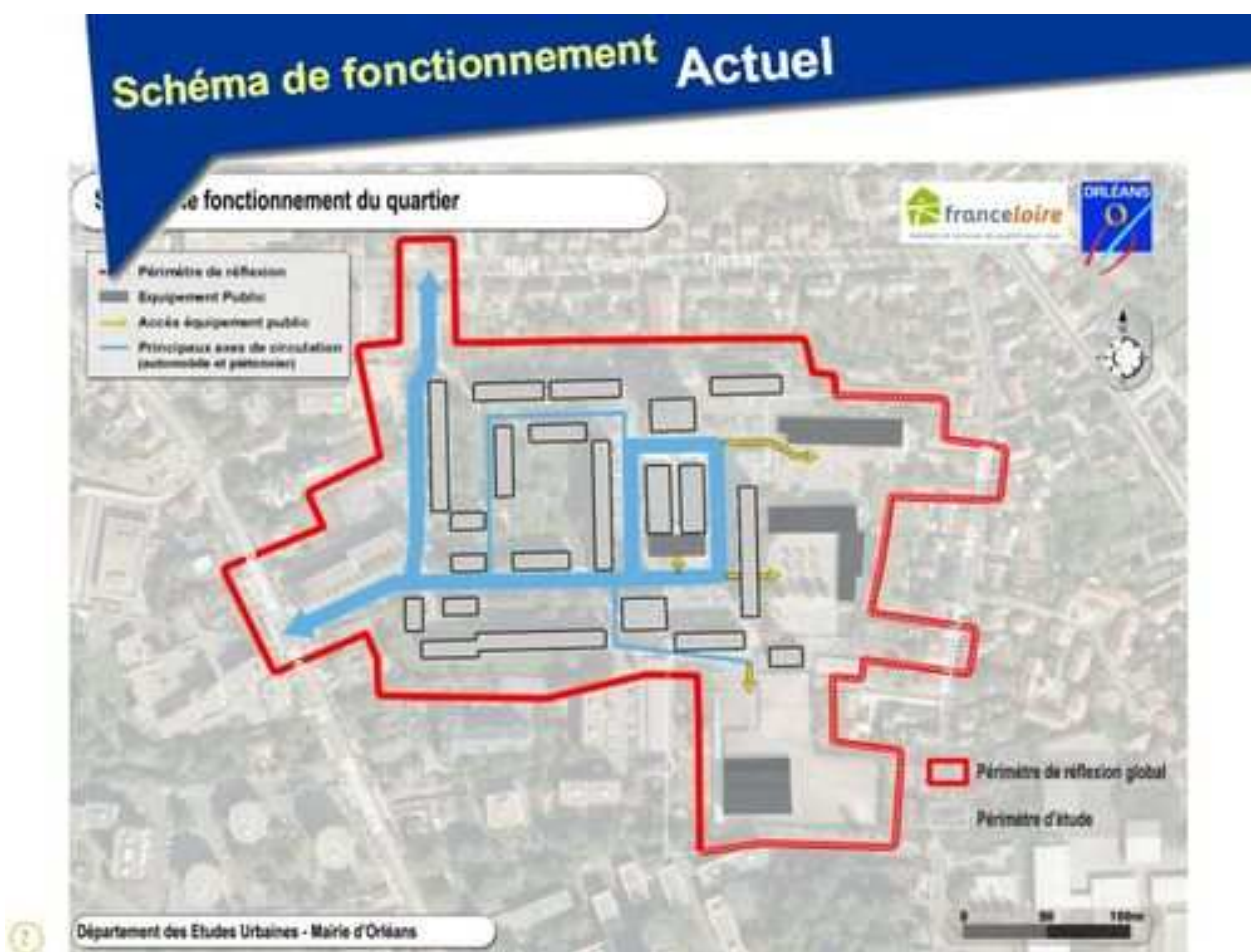 Schéma de fonctionnement Actuel
S e fonctionnement du quartier
franceloire
ORLÉANS
Périmètre de réflexion
Equipement Public
Accès équipement public
Principaux axes de circulation
(automobile et piétonnier)
Périmètre de réflexion global
Périmètre d'étude
0 50 100m
Département des Etudes Urbaines - Mairie d'Orléans
2